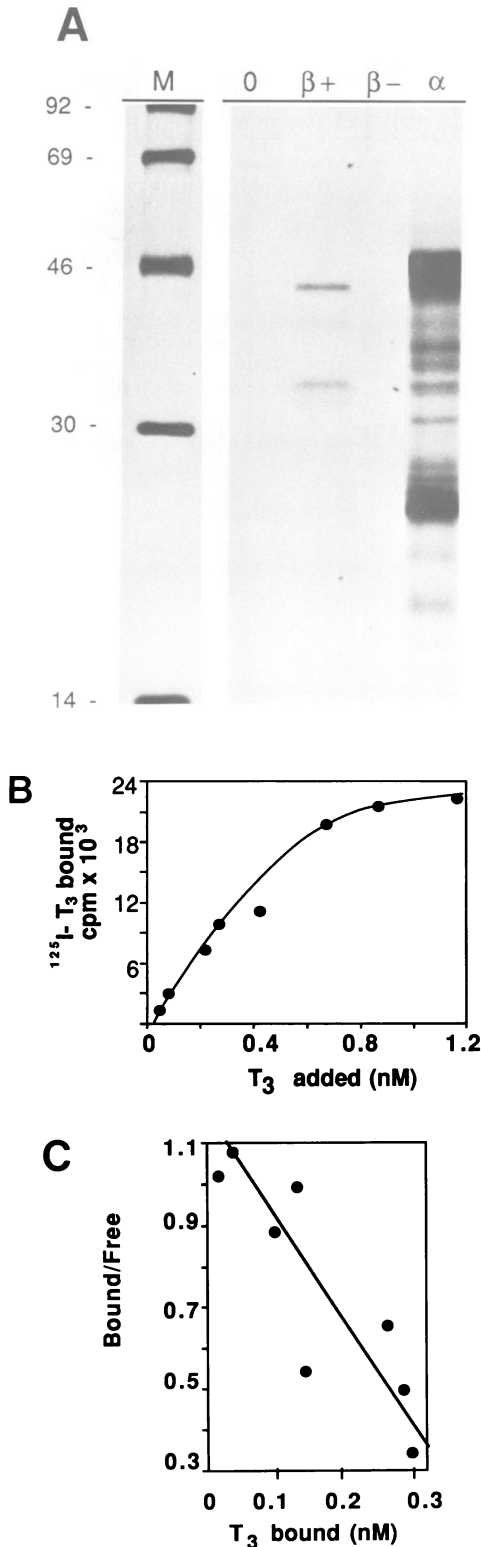 A
M 0 β+ β- α
92 -
69 -
46 -
30 -
14 -
B
¹²⁵I- T₃ bound
cpm x 10³
24
18
12
6
0 0.4 0.8 1.2
T₃ added (nM)
C
Bound/Free
1.1
0.9
0.7
0.5
0.3
0 0.1 0.2 0.3
T₃ bound (nM)